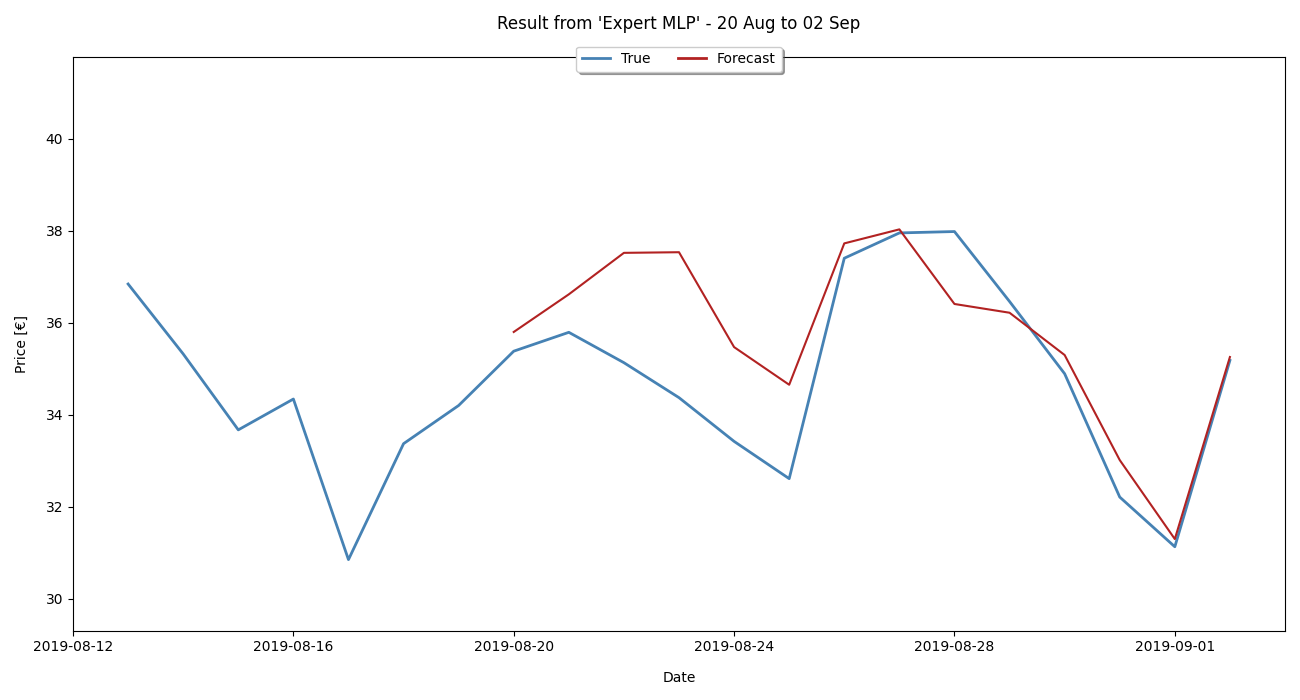 Result from 'Expert MLP' - 20 Aug to 02 Sep
True Forecast
40
38
36
34
32
30
Price [€]
2019-08-12 2019-08-16 2019-08-20 2019-08-24 2019-08-28 2019-09-01
Date